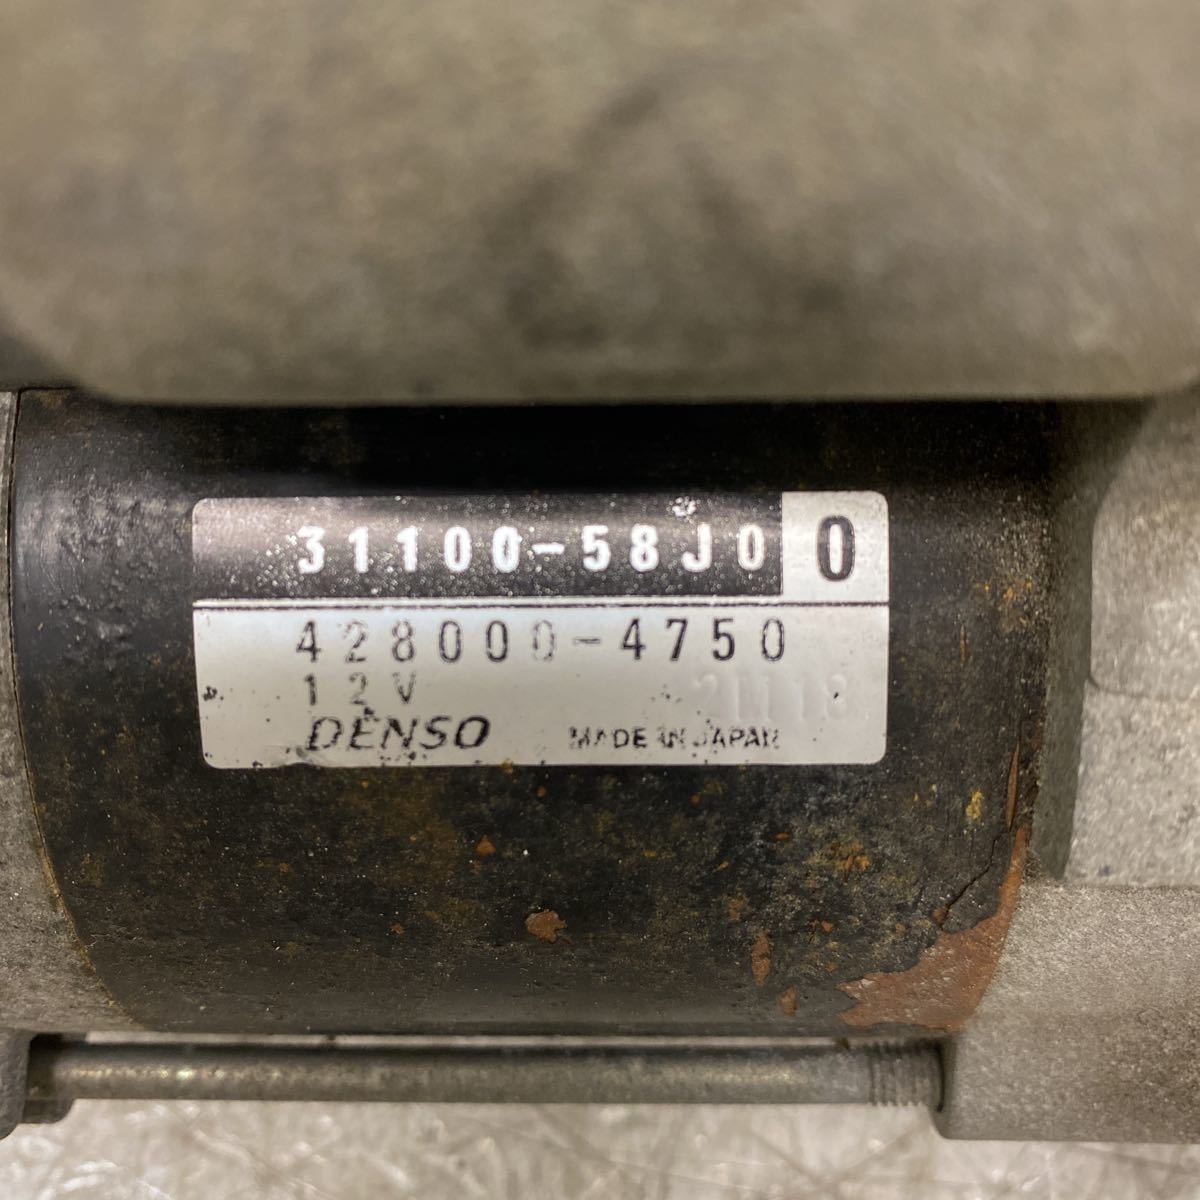 31100-58J0 0
428000-4750
12V
DENSO MADE IN JAPAN